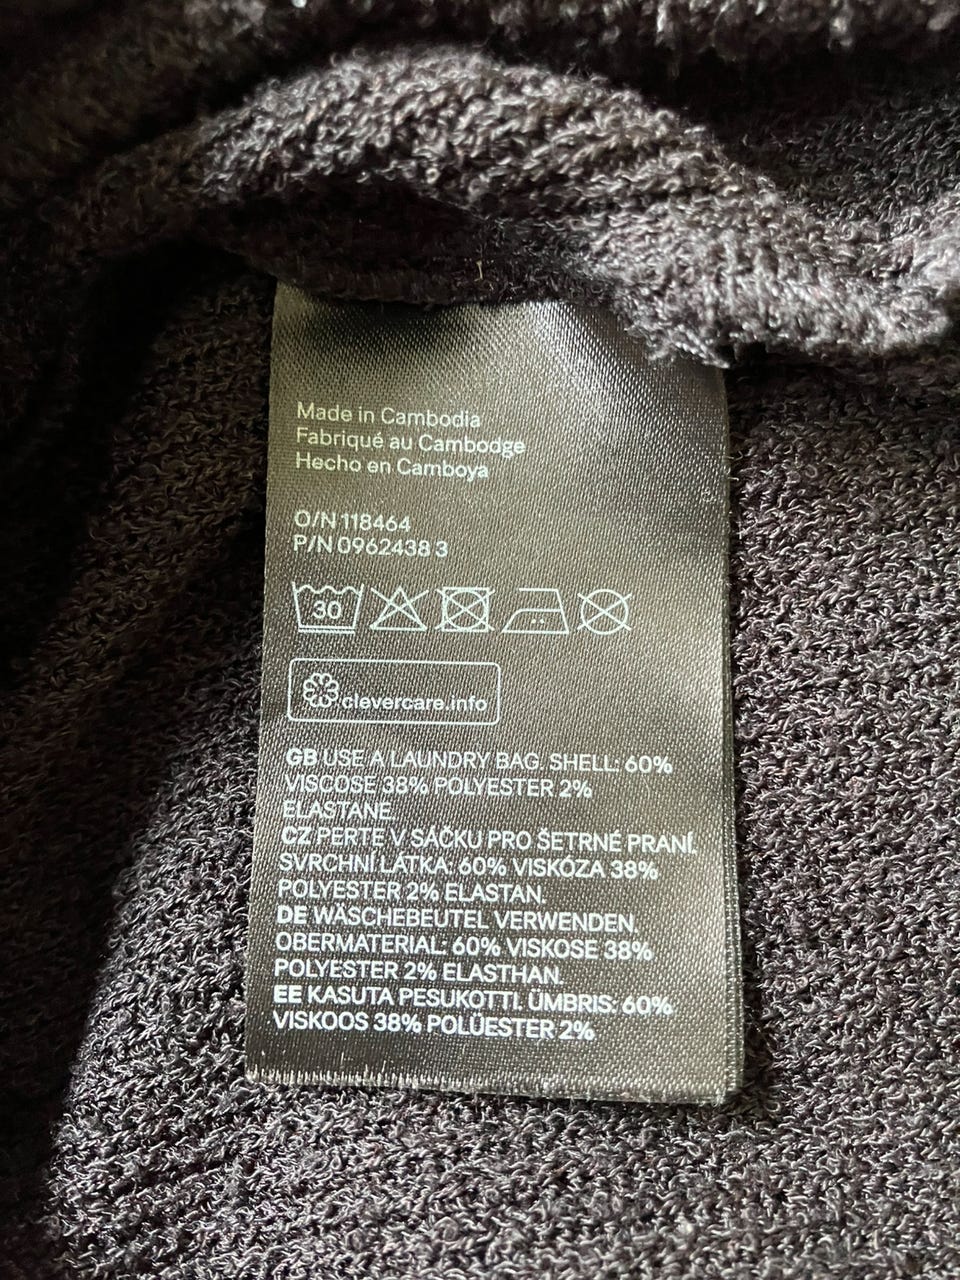 Made in Cambodia
Fabriqué au Cambodge
Hecho en Camboya
O/N 118464
P/N 0962438 3
30
clevercare.info
GB USE A LAUNDRY BAG. SHELL: 60%
VISCOSE 38% POLYESTER 2%
ELASTANE.
CZ PERTE V SÁČKU PRO ŠETRNÉ PRANÍ.
SVRCHNÍ LÁTKA: 60% VISKÓZA 38%
POLYESTER 2% ELASTAN.
DE WÄSCHEBEUTEL VERWENDEN.
OBERMATERIAL: 60% VISKOSE 38%
POLYESTER 2% ELASTHAN.
EE KASUTA PESUKOTTI. ÜMBRIS: 60%
VISKOOS 38% POLÜESTER 2%